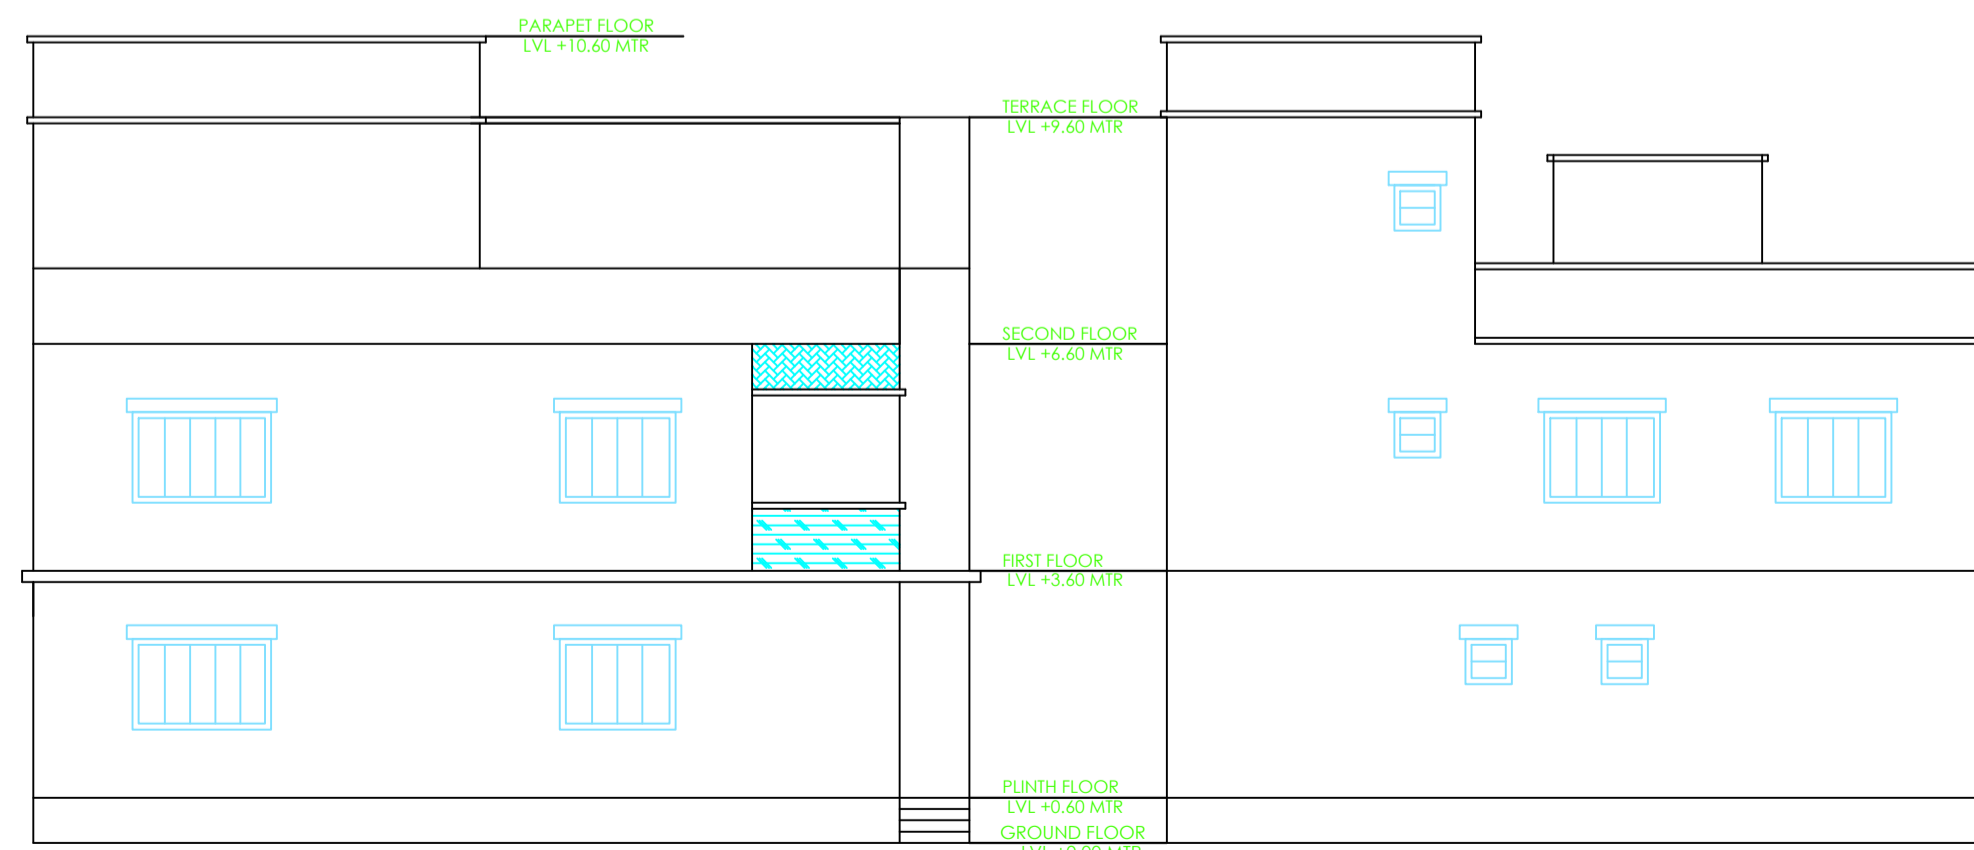 PARAPET FLOOR
LVL +10.60 MTR
TERRACE FLOOR
LVL +9.60 MTR
SECOND FLOOR
LVL +6.60 MTR
FIRST FLOOR
LVL +3.60 MTR
PLINTH FLOOR
LVL +0.60 MTR
GROUND FLOOR